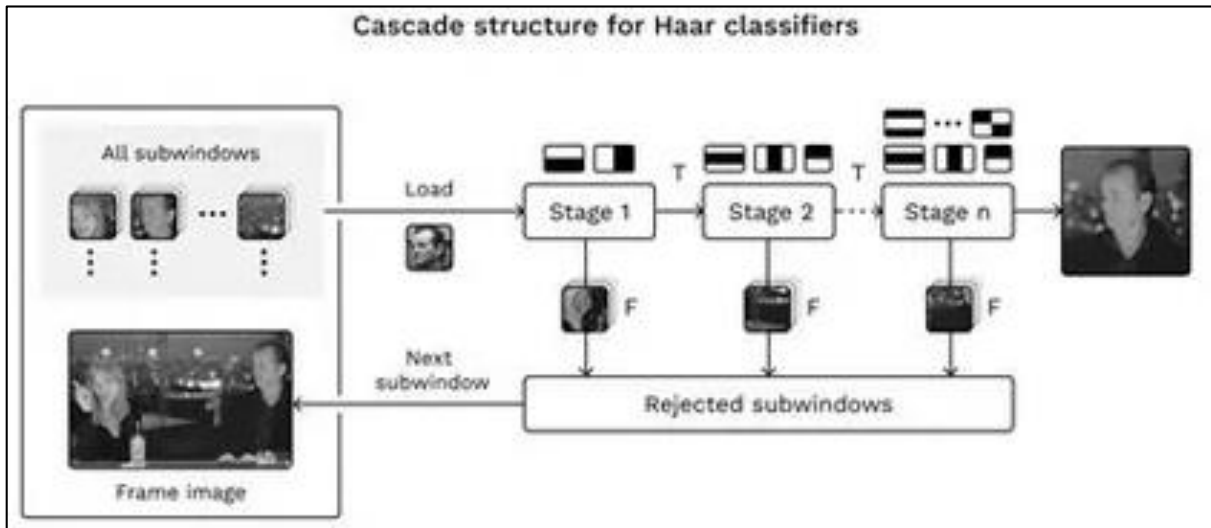 Cascade structure for Haar classifiers
All subwindows
Load
Stage 1
T
Stage 2
T
Stage n
F
F
F
Next
subwindow
Rejected subwindows
Frame image